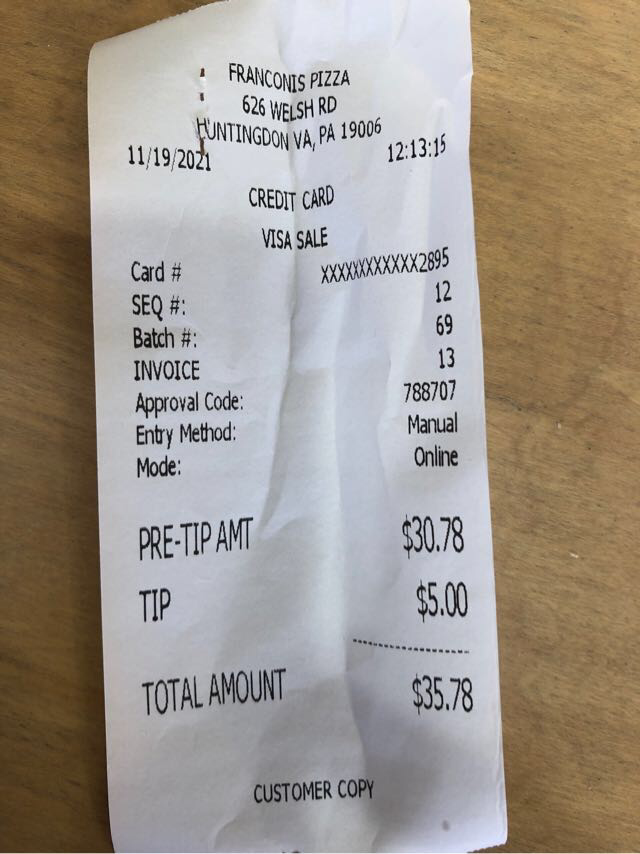 FRANCONIS PIZZA
626 WELSH RD
HUNTINGDON VA, PA 19006
11/19/2021 12:13:15
CREDIT CARD
VISA SALE
Card # XXXXXXXXXXXX2895
SEQ #: 12
Batch #: 69
INVOICE 13
Approval Code: 788707
Entry Method: Manual
Mode: Online
PRE-TIP AMT $30.78
TIP $5.00
TOTAL AMOUNT $35.78
CUSTOMER COPY